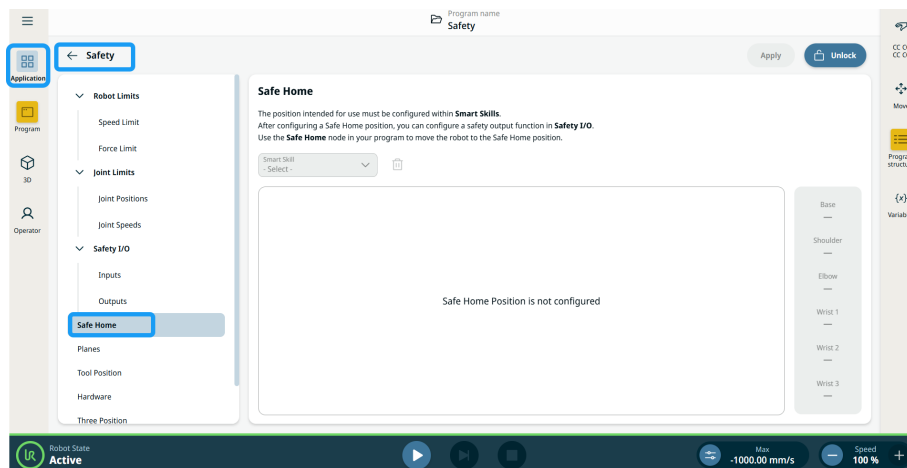 Program name
Safety
Application
Program
3D
Operator
Safety
Apply
Unlock
Robot Limits
Speed Limit
Force Limit
Joint Limits
Joint Positions
Joint Speeds
Safety I/O
Inputs
Outputs
Safe Home
Planes
Tool Position
Hardware
Three Position
Safe Home
The position intended for use must be configured within Smart Skills.
After configuring a Safe Home position, you can configure a safety output function in Safety I/O.
Use the Safe Home node in your program to move the robot to the Safe Home position.
Smart Skill
- Select -
Safe Home Position is not configured
Base
—
Shoulder
—
Elbow
—
Wrist 1
—
Wrist 2
—
Wrist 3
—
Robot State
Active
Max
-1000.00 mm/s
Speed
100 %